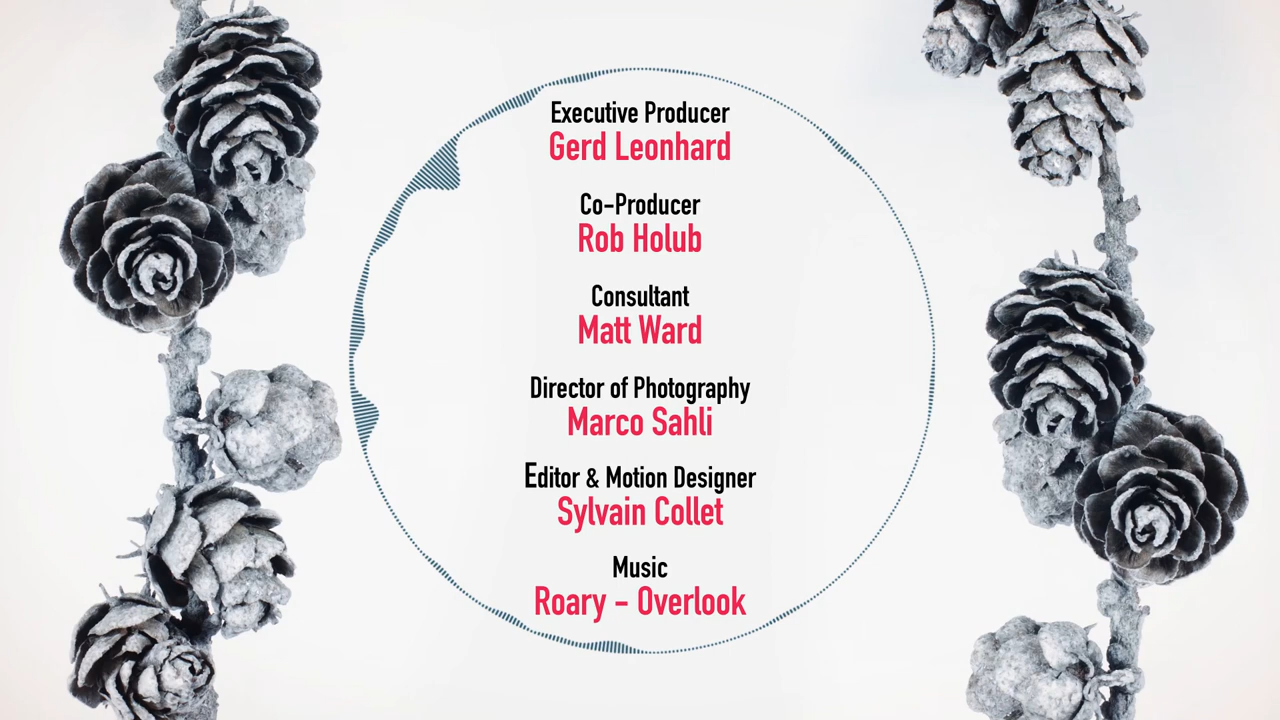 Executive Producer
Gerd Leonhard
Co-Producer
Rob Holub
Consultant
Matt Ward
Director of Photography
Marco Sahli
Editor & Motion Designer
Sylvain Collet
Music
Roary - Overlook